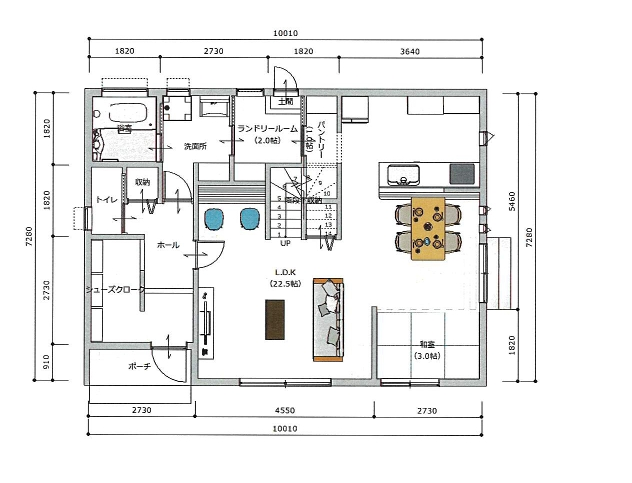 10010
1820
2730
1820
3640
土間
浴室
洗面所
ランドリールーム
(2.0帖)
パントリー
(1.0帖)
1820
1820
2730
910
7280
トイレ
収納
階段下収納
7
9
10
5
4
3
2
1
11
12
13
14
UP
ホール
L.D.K
(22.5帖)
シューズクローク
ポーチ
和室
(3.0帖)
5460
1820
7280
2730
4550
2730
10010